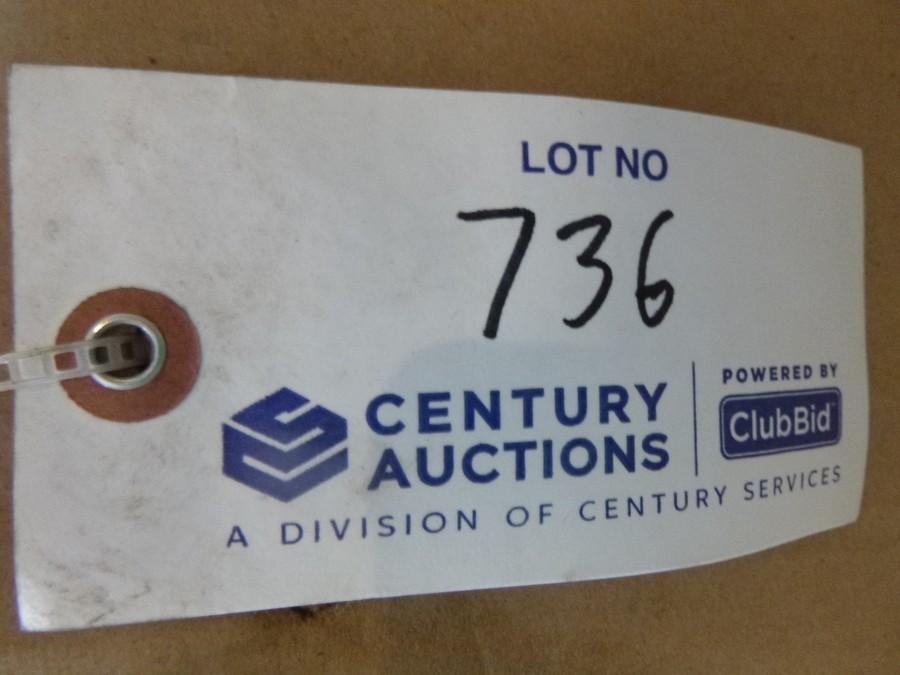 LOT NO
736
CENTURY
AUCTIONS
POWERED BY
ClubBid
A DIVISION OF CENTURY SERVICES